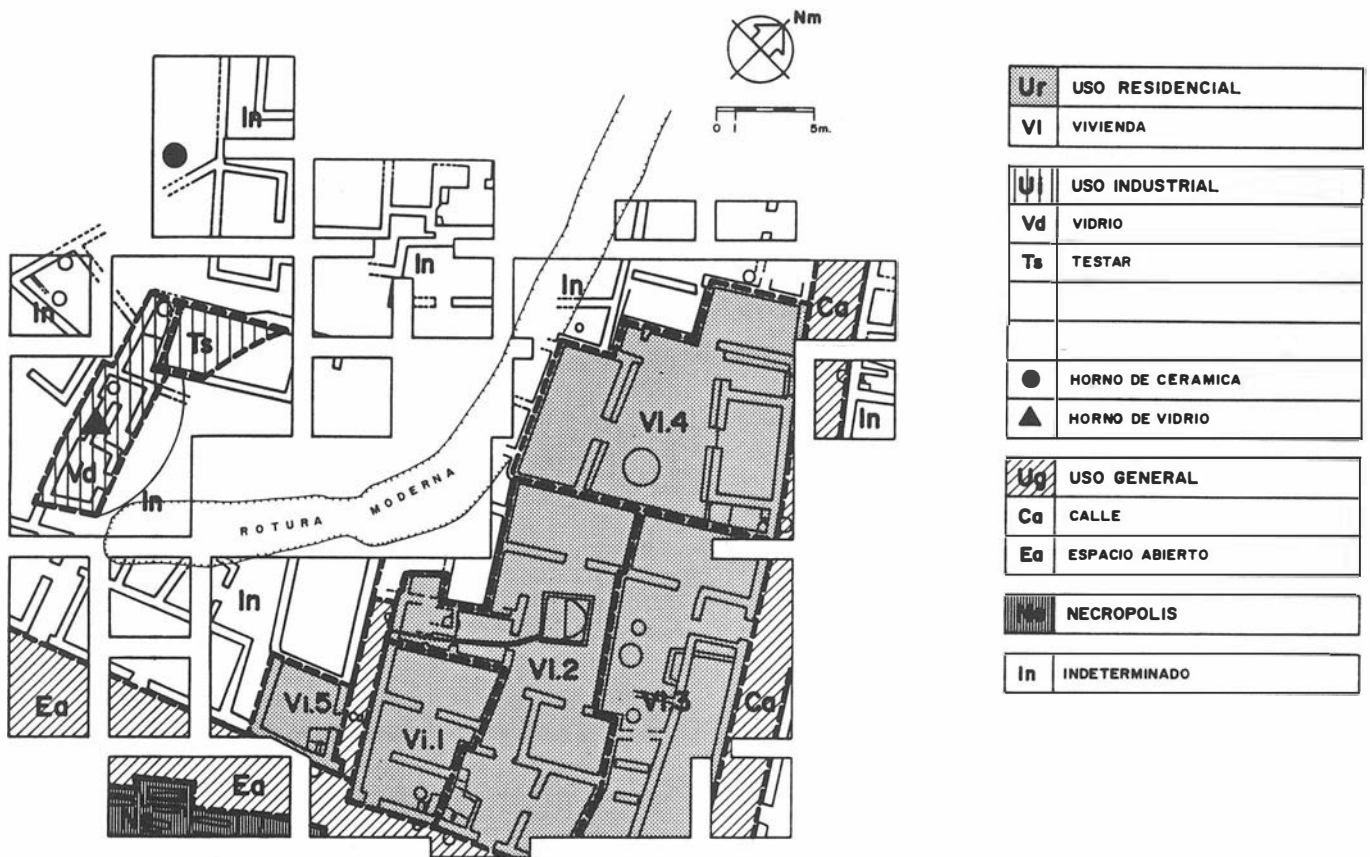 Nm
0 1 5m.
In
In
In
In
In
Ca
Ts
Vi.4
In
Vd
In
ROTURA MODERNA
In
Vi.2
Vi.5
Ca
Vi.3
Ca
Ea
Vi.1
Ea
Ur USO RESIDENCIAL
Vi VIVIENDA
Ui USO INDUSTRIAL
Vd VIDRIO
Ts TESTAR
HORNO DE CERAMICA
HORNO DE VIDRIO
Ug USO GENERAL
Ca CALLE
Ea ESPACIO ABIERTO
Ne NECROPOLIS
In INDETERMINADO